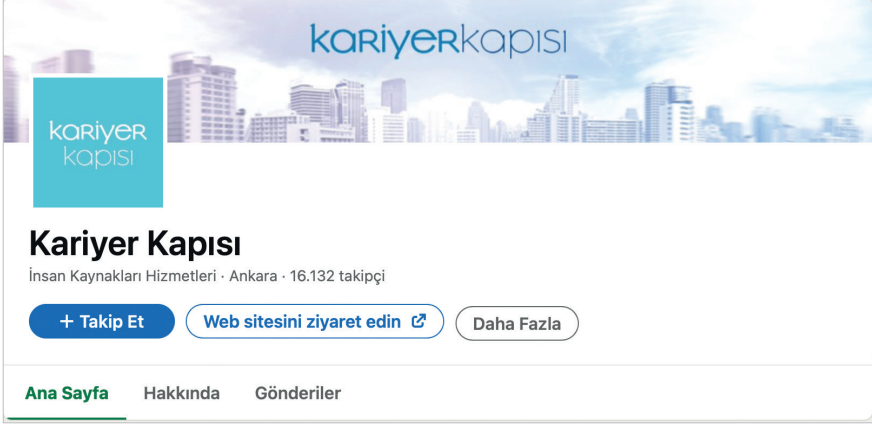 kariyerkapısı
kariyer
kapısı
Kariyer Kapısı
İnsan Kaynakları Hizmetleri · Ankara · 16.132 takipçi
+ Takip Et Web sitesini ziyaret edin Daha Fazla
Ana Sayfa Hakkında Gönderiler